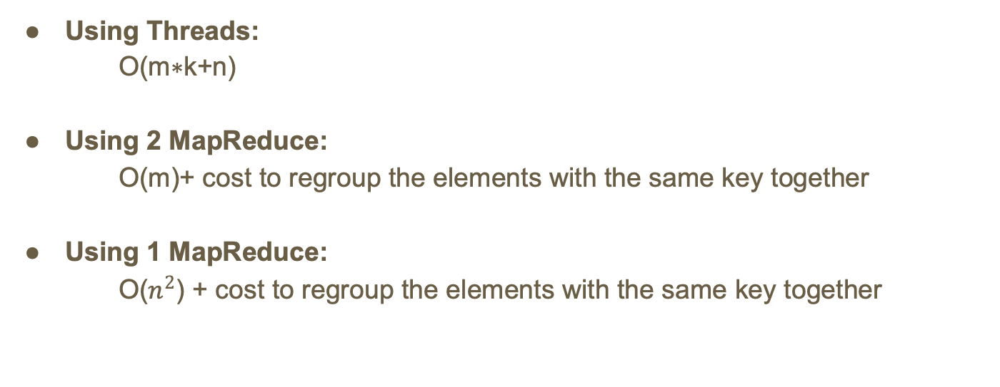 ● Using Threads:
O(m∗k+n)
● Using 2 MapReduce:
O(m)+ cost to regroup the elements with the same key together
● Using 1 MapReduce:
O(n²) + cost to regroup the elements with the same key together